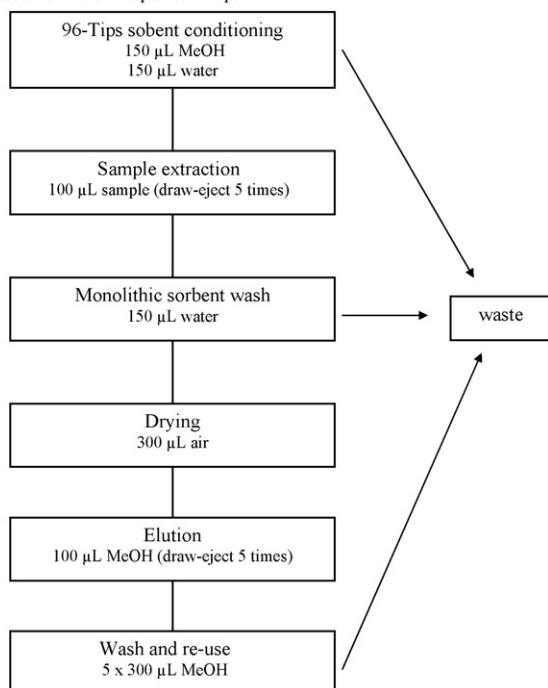 96-Tips sobent conditioning
150 µL MeOH
150 µL water
Sample extraction
100 µL sample (draw-eject 5 times)
Monolithic sorbent wash
150 µL water
waste
Drying
300 µL air
Elution
100 µL MeOH (draw-eject 5 times)
Wash and re-use
5 x 300 µL MeOH